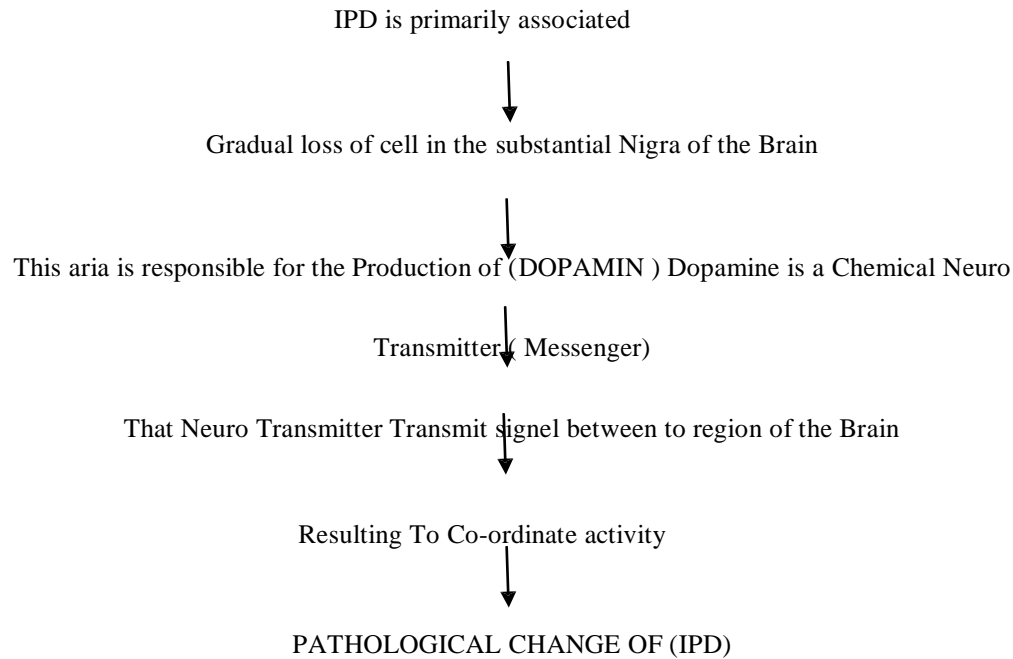 IPD is primarily associated
Gradual loss of cell in the substantial Nigra of the Brain
This aria is responsible for the Production of (DOPAMIN ) Dopamine is a Chemical Neuro
Transmitter ( Messenger)
That Neuro Transmitter Transmit signel between to region of the Brain
Resulting To Co-ordinate activity
PATHOLOGICAL CHANGE OF (IPD)